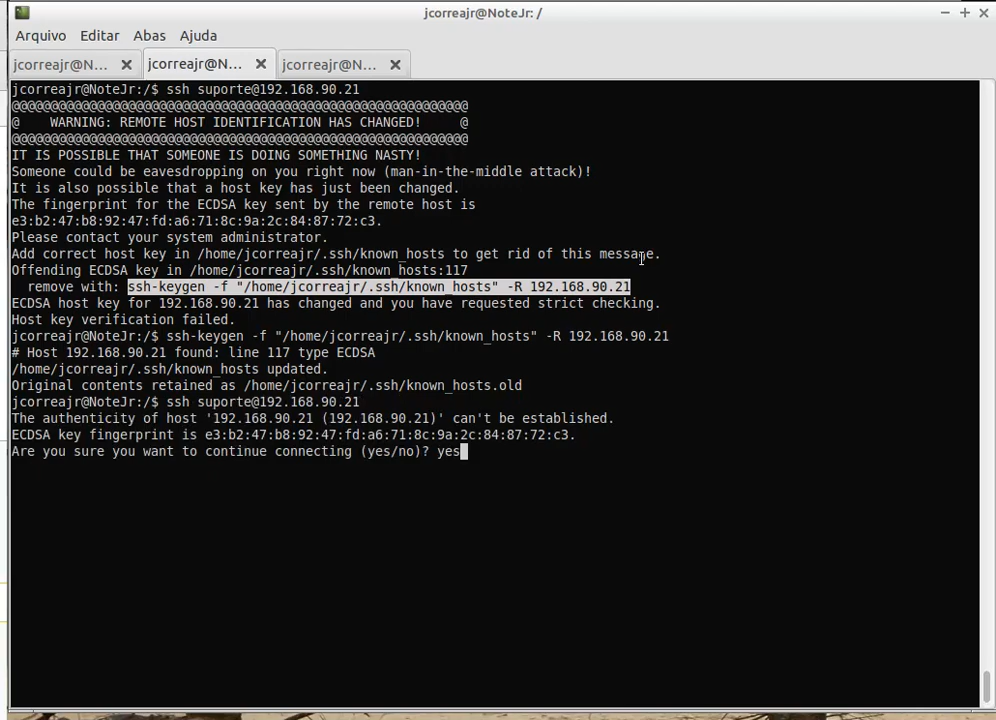 jcorreajr@NoteJr: /
Arquivo Editar Abas Ajuda
jcorreajr@N... jcorreajr@N... jcorreajr@N...
jcorreajr@NoteJr:/$ ssh suporte@192.168.90.21
@@@@@@@@@@@@@@@@@@@@@@@@@@@@@@@@@@@@@@@@@@@@@@@@@@@@@@@@@@@
@    WARNING: REMOTE HOST IDENTIFICATION HAS CHANGED!     @
@@@@@@@@@@@@@@@@@@@@@@@@@@@@@@@@@@@@@@@@@@@@@@@@@@@@@@@@@@@
IT IS POSSIBLE THAT SOMEONE IS DOING SOMETHING NASTY!
Someone could be eavesdropping on you right now (man-in-the-middle attack)!
It is also possible that a host key has just been changed.
The fingerprint for the ECDSA key sent by the remote host is
e3:b2:47:b8:92:47:fd:a6:71:8c:9a:2c:84:87:72:c3.
Please contact your system administrator.
Add correct host key in /home/jcorreajr/.ssh/known_hosts to get rid of this message.
Offending ECDSA key in /home/jcorreajr/.ssh/known_hosts:117
  remove with: ssh-keygen -f "/home/jcorreajr/.ssh/known_hosts" -R 192.168.90.21
ECDSA host key for 192.168.90.21 has changed and you have requested strict checking.
Host key verification failed.
jcorreajr@NoteJr:/$ ssh-keygen -f "/home/jcorreajr/.ssh/known_hosts" -R 192.168.90.21
# Host 192.168.90.21 found: line 117 type ECDSA
/home/jcorreajr/.ssh/known_hosts updated.
Original contents retained as /home/jcorreajr/.ssh/known_hosts.old
jcorreajr@NoteJr:/$ ssh suporte@192.168.90.21
The authenticity of host '192.168.90.21 (192.168.90.21)' can't be established.
ECDSA key fingerprint is e3:b2:47:b8:92:47:fd:a6:71:8c:9a:2c:84:87:72:c3.
Are you sure you want to continue connecting (yes/no)? yes